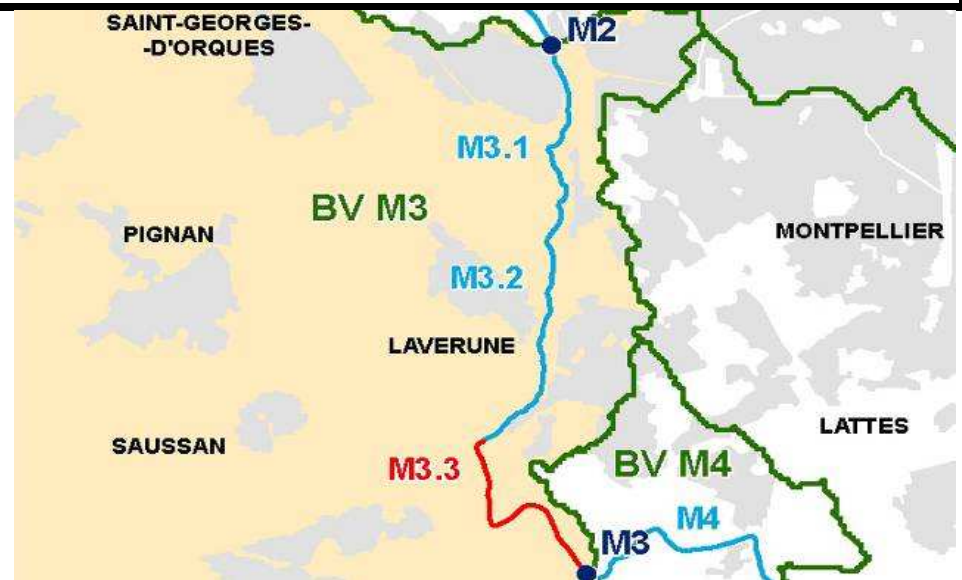 SAINT-GEORGES-
-D'ORQUES
M2
M3.1
BV M3
PIGNAN
MONTPELLIER
M3.2
LAVERUNE
LATTES
SAUSSAN
M3.3
BV M4
M4
M3